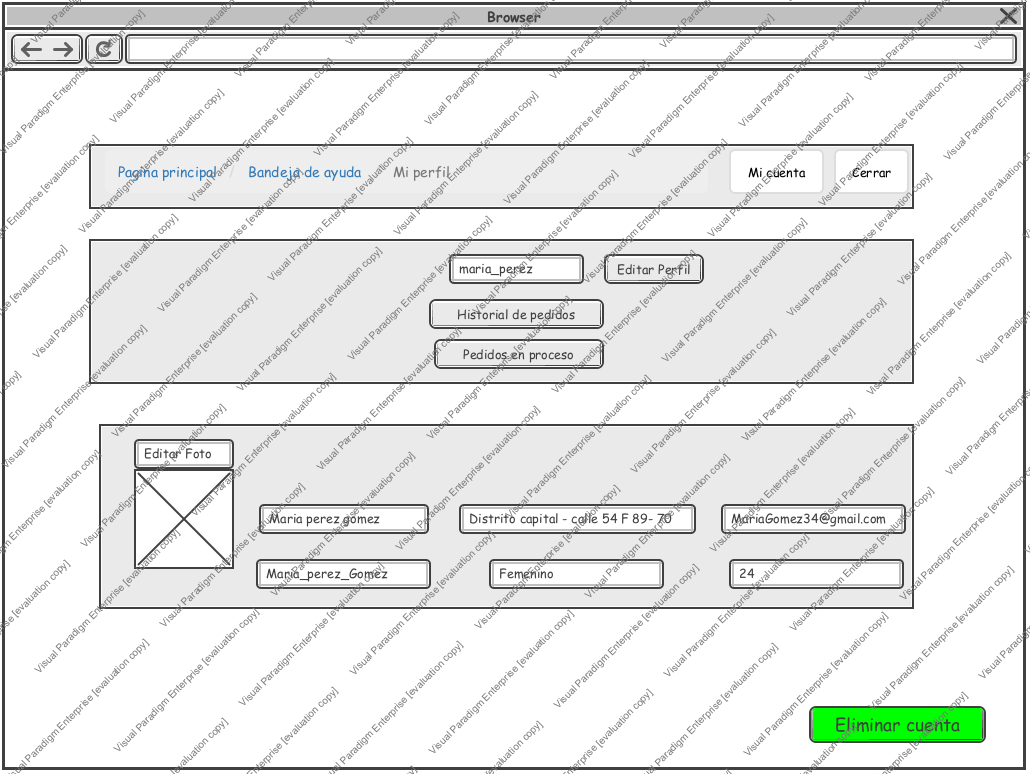 Browser
Pagina principal / Bandeja de ayuda Mi perfil Mi cuenta Cerrar
maria_perez Editar Perfil
Historial de pedidos
Pedidos en proceso
Editar Foto
Maria perez gomez Distrito capital - calle 54 F 89- 70 MariaGomez34@gmail.com
Maria_perez_Gomez Femenino 24
Eliminar cuenta
Visual Paradigm Enterprise [evaluation copy]